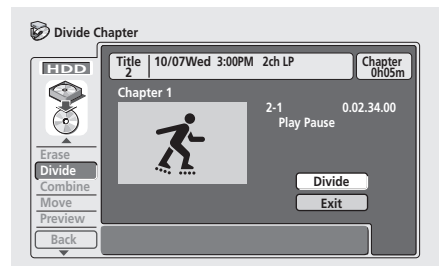 Divide Chapter
HDD
Title 2 10/07Wed 3:00PM 2ch LP Chapter 0h05m
Chapter 1
2-1 0.02.34.00
Play Pause
Erase
Divide
Combine
Move
Preview
Back
Divide
Exit